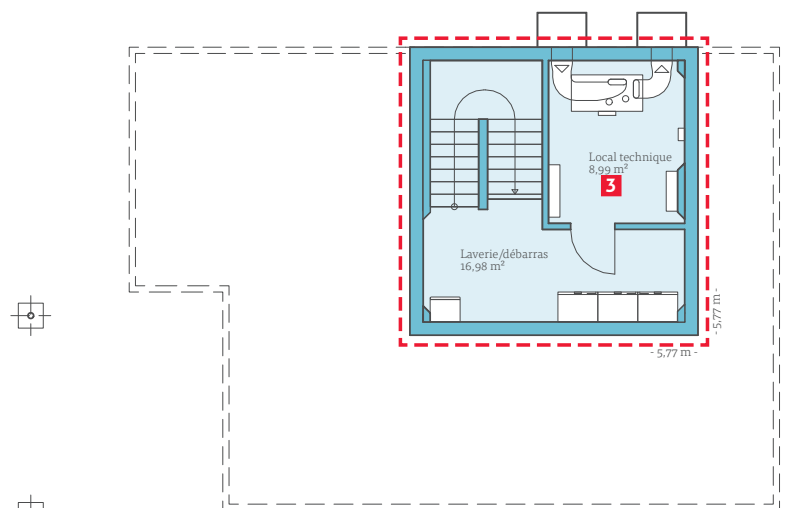 Local technique
8,99 m²
3
Laverie/débarras
16,98 m²
- 5,77 m -
- 5,77 m -